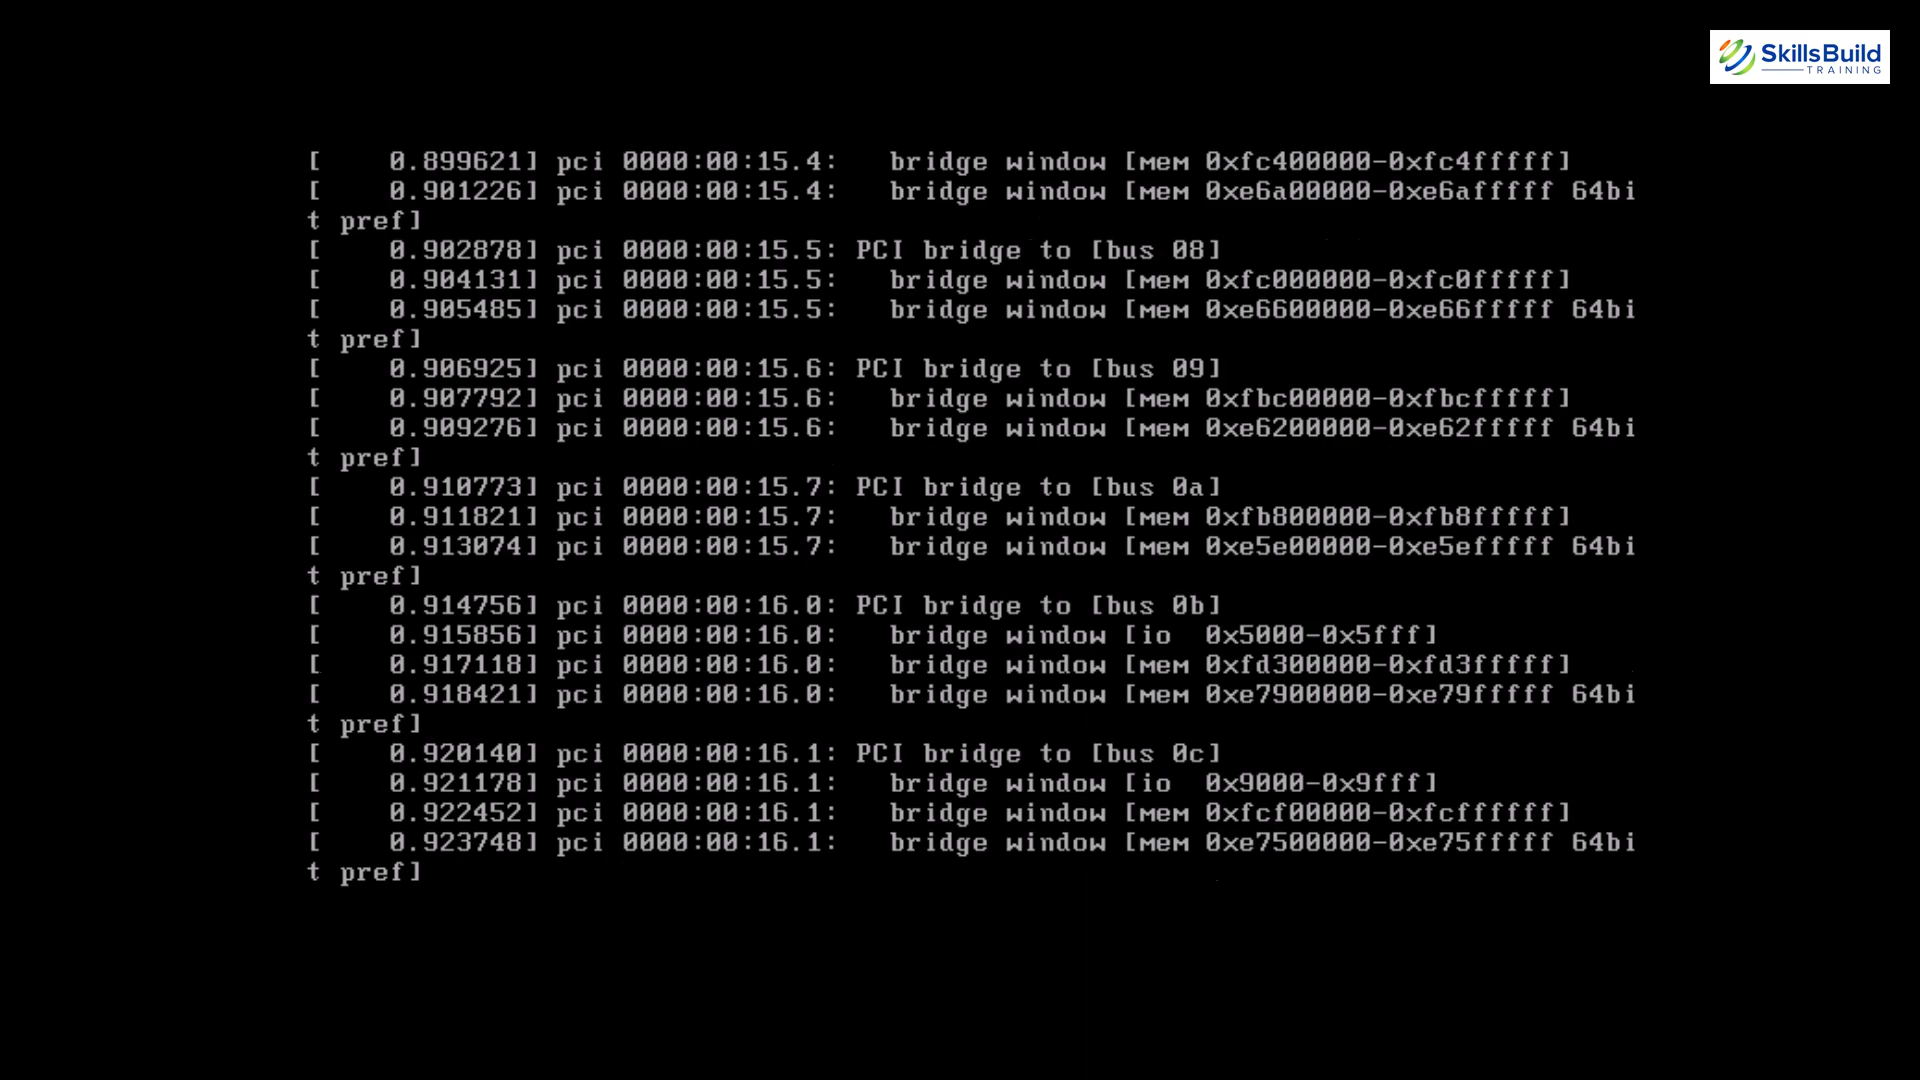 SkillsBuild
TRAINING
[    0.899621] pci 0000:00:15.4:   bridge window [mem 0xfc400000-0xfc4fffff]
[    0.901226] pci 0000:00:15.4:   bridge window [mem 0xe6a00000-0xe6afffff 64bi
t pref]
[    0.902878] pci 0000:00:15.5: PCI bridge to [bus 08]
[    0.904131] pci 0000:00:15.5:   bridge window [mem 0xfc000000-0xfc0fffff]
[    0.905485] pci 0000:00:15.5:   bridge window [mem 0xe6600000-0xe66fffff 64bi
t pref]
[    0.906925] pci 0000:00:15.6: PCI bridge to [bus 09]
[    0.907792] pci 0000:00:15.6:   bridge window [mem 0xfbc00000-0xfbcfffff]
[    0.909276] pci 0000:00:15.6:   bridge window [mem 0xe6200000-0xe62fffff 64bi
t pref]
[    0.910773] pci 0000:00:15.7: PCI bridge to [bus 0a]
[    0.911821] pci 0000:00:15.7:   bridge window [mem 0xfb800000-0xfb8fffff]
[    0.913074] pci 0000:00:15.7:   bridge window [mem 0xe5e00000-0xe5efffff 64bi
t pref]
[    0.914756] pci 0000:00:16.0: PCI bridge to [bus 0b]
[    0.915856] pci 0000:00:16.0:   bridge window [io  0x5000-0x5fff]
[    0.917118] pci 0000:00:16.0:   bridge window [mem 0xfd300000-0xfd3fffff]
[    0.918421] pci 0000:00:16.0:   bridge window [mem 0xe7900000-0xe79fffff 64bi
t pref]
[    0.920140] pci 0000:00:16.1: PCI bridge to [bus 0c]
[    0.921178] pci 0000:00:16.1:   bridge window [io  0x9000-0x9fff]
[    0.922452] pci 0000:00:16.1:   bridge window [mem 0xfcf00000-0xfcffffff]
[    0.923748] pci 0000:00:16.1:   bridge window [mem 0xe7500000-0xe75fffff 64bi
t pref]